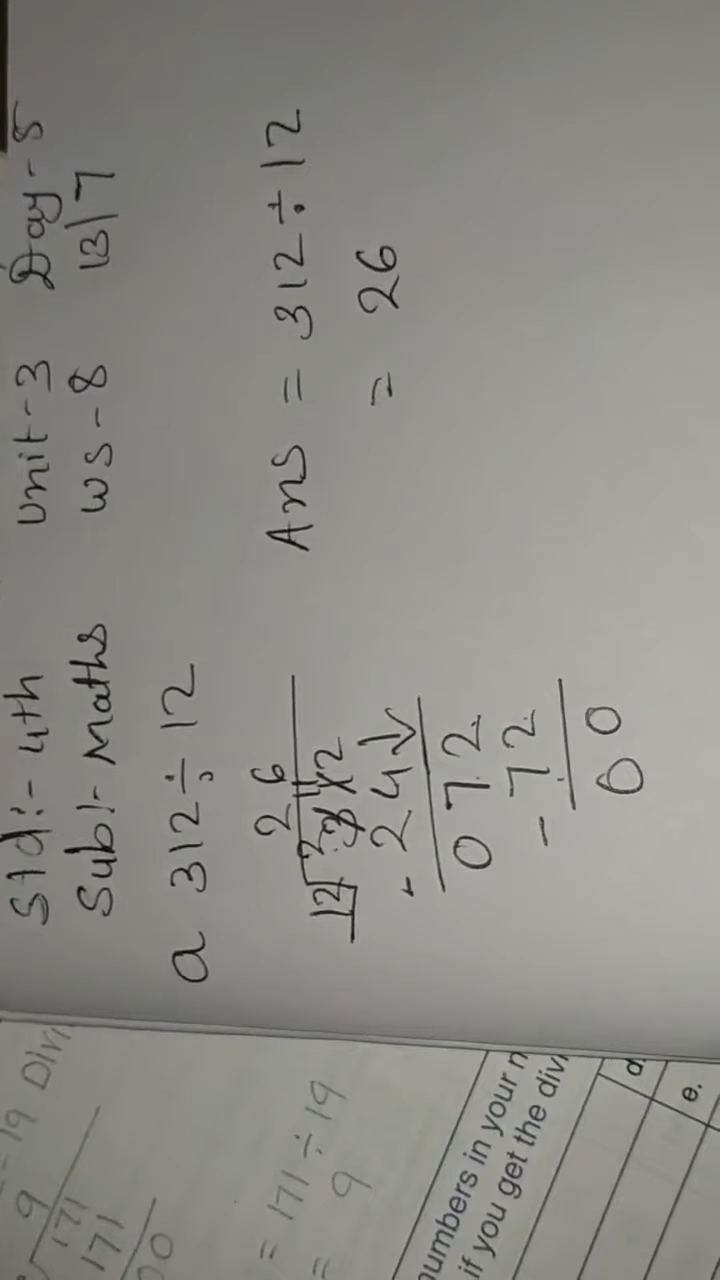 Std:- 4th Unit-3 Day-5
Sub:- Maths WS-8 13/7
a 312÷12
26
12 312
- 24↓
072
- 72
00
Ans = 312÷12
= 26
= 19 Div
9
171
171
00
= 171÷19
= 9
numbers in your
if you get the
d.
e.